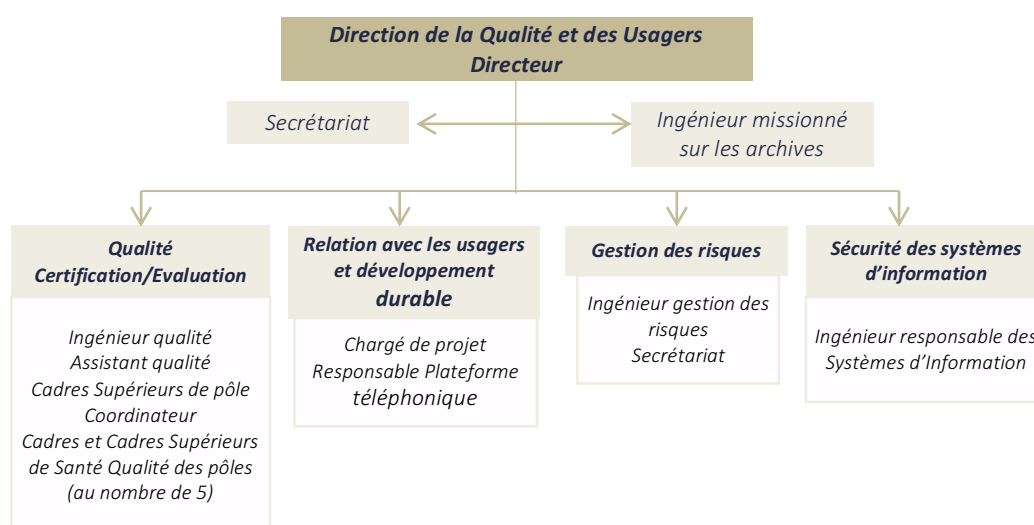 Direction de la Qualité et des Usagers
Directeur
Secrétariat
Ingénieur missionné
sur les archives
Qualité
Certification/Evaluation
Ingénieur qualité
Assistant qualité
Cadres Supérieurs de pôle
Coordinateur
Cadres et Cadres Supérieurs
de Santé Qualité des pôles
(au nombre de 5)
Relation avec les usagers
et développement
durable
Chargé de projet
Responsable Plateforme
téléphonique
Gestion des risques
Ingénieur gestion des
risques
Secrétariat
Sécurité des systèmes
d’information
Ingénieur responsable des
Systèmes d’Information